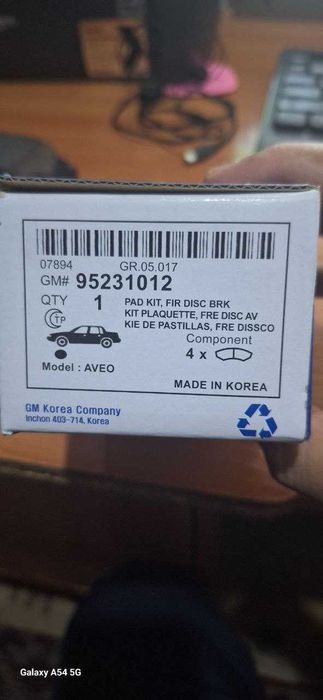 07894 GR.05.017
GM# 95231012
QTY 1 PAD KIT, FIR DISC BRK
KIT PLAQUETTE, FRE DISC AV
KIE DE PASTILLAS, FRE DISSCO
CTP
Component
4 x
Model : AVEO
MADE IN KOREA
GM Korea Company
Inchon 403-714, Korea
Galaxy A54 5G